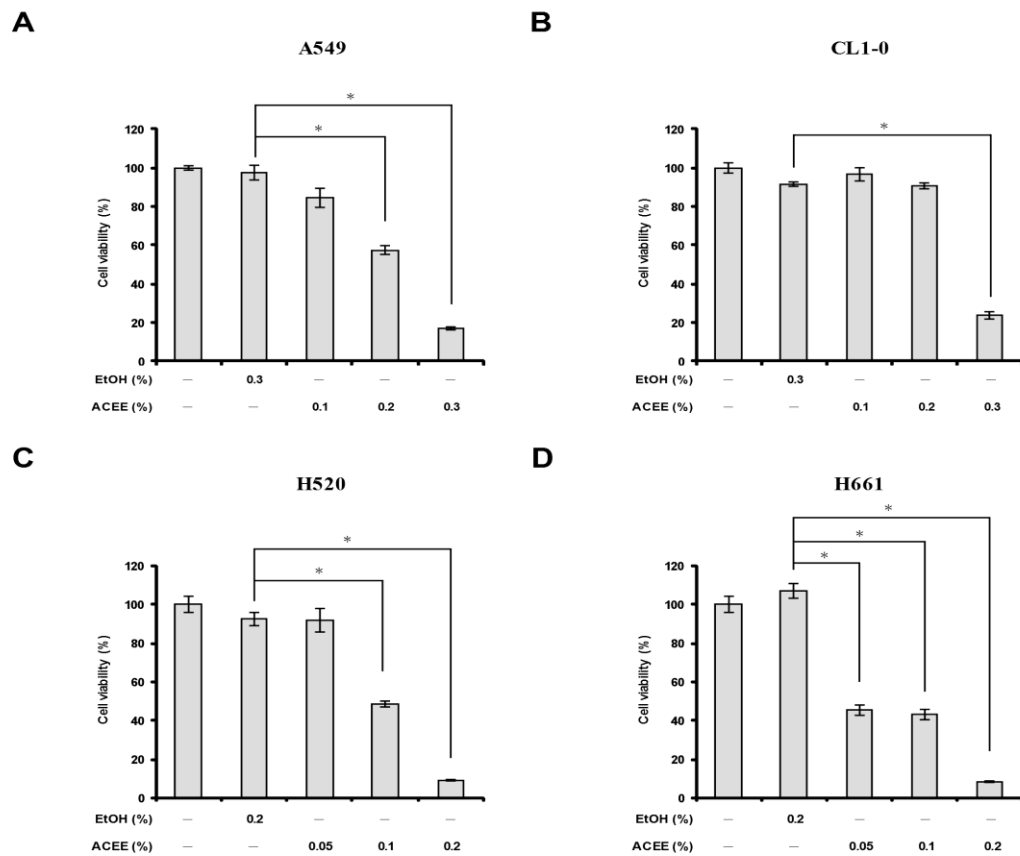 A
A549
*
*
120
100
80
60
40
20
0
Cell viability (%)
EtOH (%) — 0.3 — — —
ACEE (%) — — 0.1 0.2 0.3
B
CL1-0
*
120
100
80
60
40
20
0
Cell viability (%)
EtOH (%) — 0.3 — — —
ACEE (%) — — 0.1 0.2 0.3
C
H520
*
*
120
100
80
60
40
20
0
Cell viability (%)
EtOH (%) — 0.2 — — —
ACEE (%) — — 0.05 0.1 0.2
D
H661
*
*
*
120
100
80
60
40
20
0
Cell viability (%)
EtOH (%) — 0.2 — — —
ACEE (%) — — 0.05 0.1 0.2